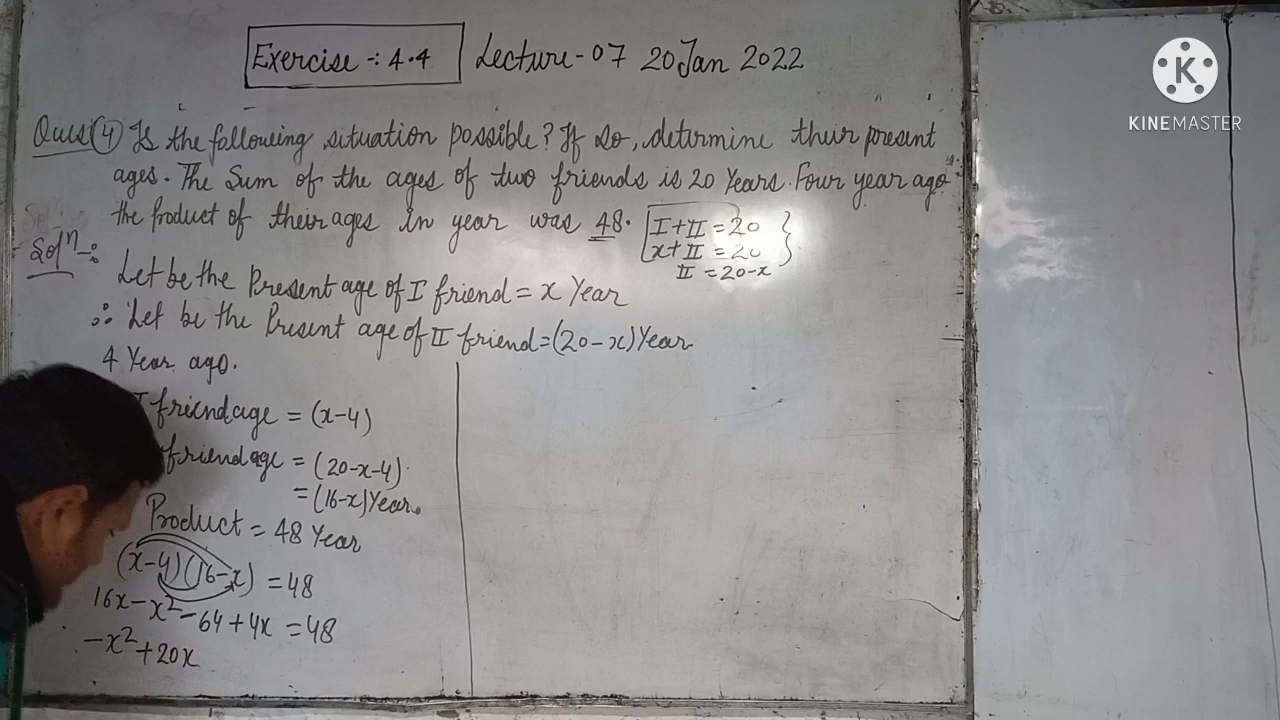 Exercise -: 4.4 Lecture-07 20 Jan 2022
KINEMASTER
Ques(4) Is the following situation possible? If so, determine their present
ages. The Sum of the ages of two friends is 20 Years. Four year ago
the product of their ages in year was 48. [I+II = 20
x+II = 20
II = 20-x
Solⁿ-:
Let be the Present age of I friend = x Year
∴ Let be the Present age of II friend=(20-x)Year
4 Year ago.
I friend age = (x-4)
friend age = (20-x-4)
= (16-x)Year.
Product = 48 Year
(x-4)(16-x) = 48
16x-x²-64+4x = 48
-x²+20x